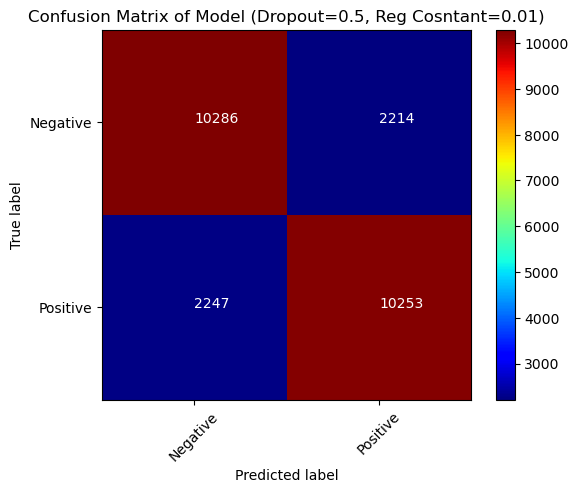 Confusion Matrix of Model (Dropout=0.5, Reg Cosntant=0.01)
True label
Negative
Positive
10286
2214
2247
10253
Negative
Positive
Predicted label
10000
9000
8000
7000
6000
5000
4000
3000